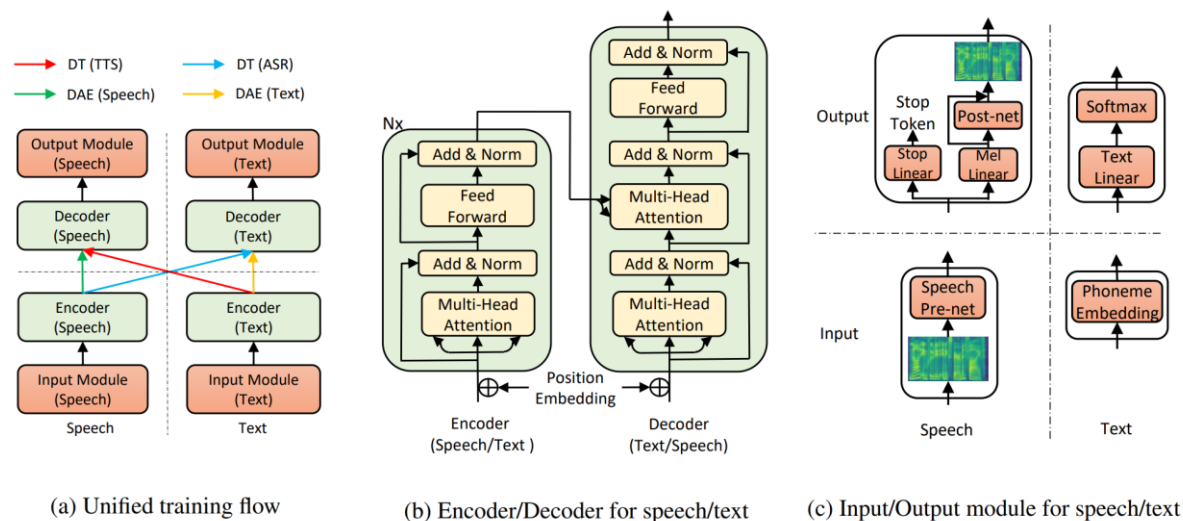 DT (TTS)
DT (ASR)
DAE (Speech)
DAE (Text)
Output Module
(Speech)
Output Module
(Text)
Decoder
(Speech)
Decoder
(Text)
Encoder
(Speech)
Encoder
(Text)
Input Module
(Speech)
Input Module
(Text)
Speech
Text
(a) Unified training flow
Nx
Add & Norm
Feed
Forward
Add & Norm
Multi-Head
Attention
Add & Norm
Feed
Forward
Add & Norm
Multi-Head
Attention
Add & Norm
Multi-Head
Attention
Position
Embedding
Encoder
(Speech/Text )
Decoder
(Text/Speech)
(b) Encoder/Decoder for speech/text
Output
Stop
Token
Post-net
Stop
Linear
Mel
Linear
Softmax
Text
Linear
Input
Speech
Pre-net
Phoneme
Embedding
Speech
Text
(c) Input/Output module for speech/text